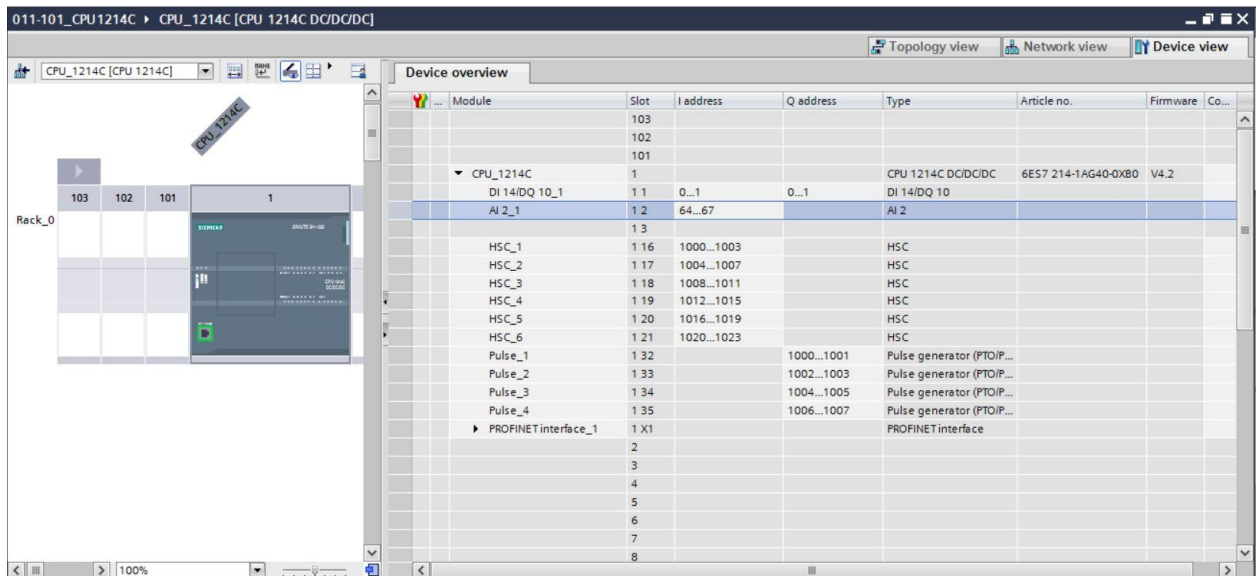 011-101_CPU1214C ▸ CPU_1214C [CPU 1214C DC/DC/DC]
Topology view Network view Device view
CPU_1214C [CPU 1214C]
Device overview
... Module Slot I address Q address Type Article no. Firmware Co...
103
102
101
CPU_1214C 1 CPU 1214C DC/DC/DC 6ES7 214-1AG40-0XB0 V4.2
DI 14/DQ 10_1 1 1 0...1 0...1 DI 14/DQ 10
AI 2_1 1 2 64...67 AI 2
1 3
HSC_1 1 16 1000...1003 HSC
HSC_2 1 17 1004...1007 HSC
HSC_3 1 18 1008...1011 HSC
HSC_4 1 19 1012...1015 HSC
HSC_5 1 20 1016...1019 HSC
HSC_6 1 21 1020...1023 HSC
Pulse_1 1 32 1000...1001 Pulse generator (PTO/P...
Pulse_2 1 33 1002...1003 Pulse generator (PTO/P...
Pulse_3 1 34 1004...1005 Pulse generator (PTO/P...
Pulse_4 1 35 1006...1007 Pulse generator (PTO/P...
PROFINET interface_1 1 X1 PROFINET interface
2
3
4
5
6
7
8
CPU_1214C
103 102 101 1
Rack_0
SIEMENS
100%